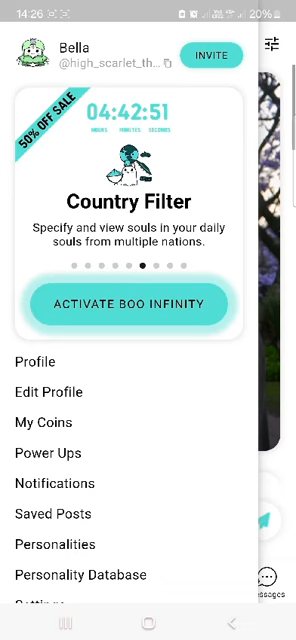 14:26
20%
Bella
@high_scarlet_th...
INVITE
50% OFF SALE
04:42:51
HOURS MINUTES SECONDS
Country Filter
Specify and view souls in your daily
souls from multiple nations.
ACTIVATE BOO INFINITY
Profile
Edit Profile
My Coins
Power Ups
Notifications
Saved Posts
Personalities
Personality Database
Settings
essages